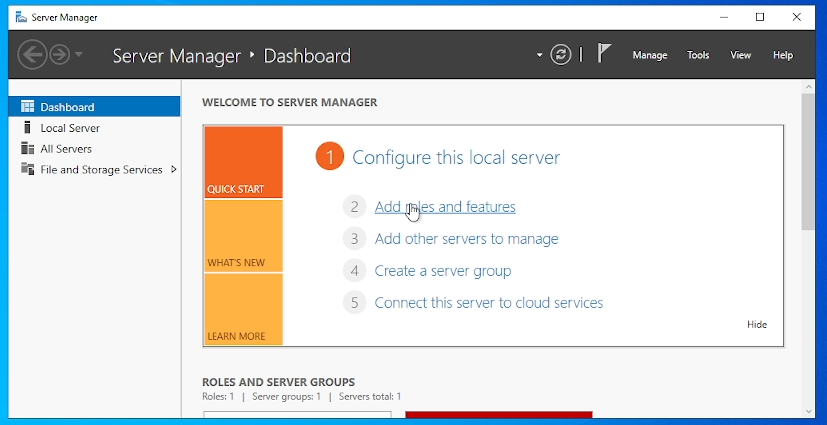 Server Manager
Server Manager • Dashboard
Manage Tools View Help
Dashboard
Local Server
All Servers
File and Storage Services
WELCOME TO SERVER MANAGER
QUICK START
WHAT'S NEW
LEARN MORE
1 Configure this local server
2 Add roles and features
3 Add other servers to manage
4 Create a server group
5 Connect this server to cloud services
Hide
ROLES AND SERVER GROUPS
Roles: 1 | Server groups: 1 | Servers total: 1